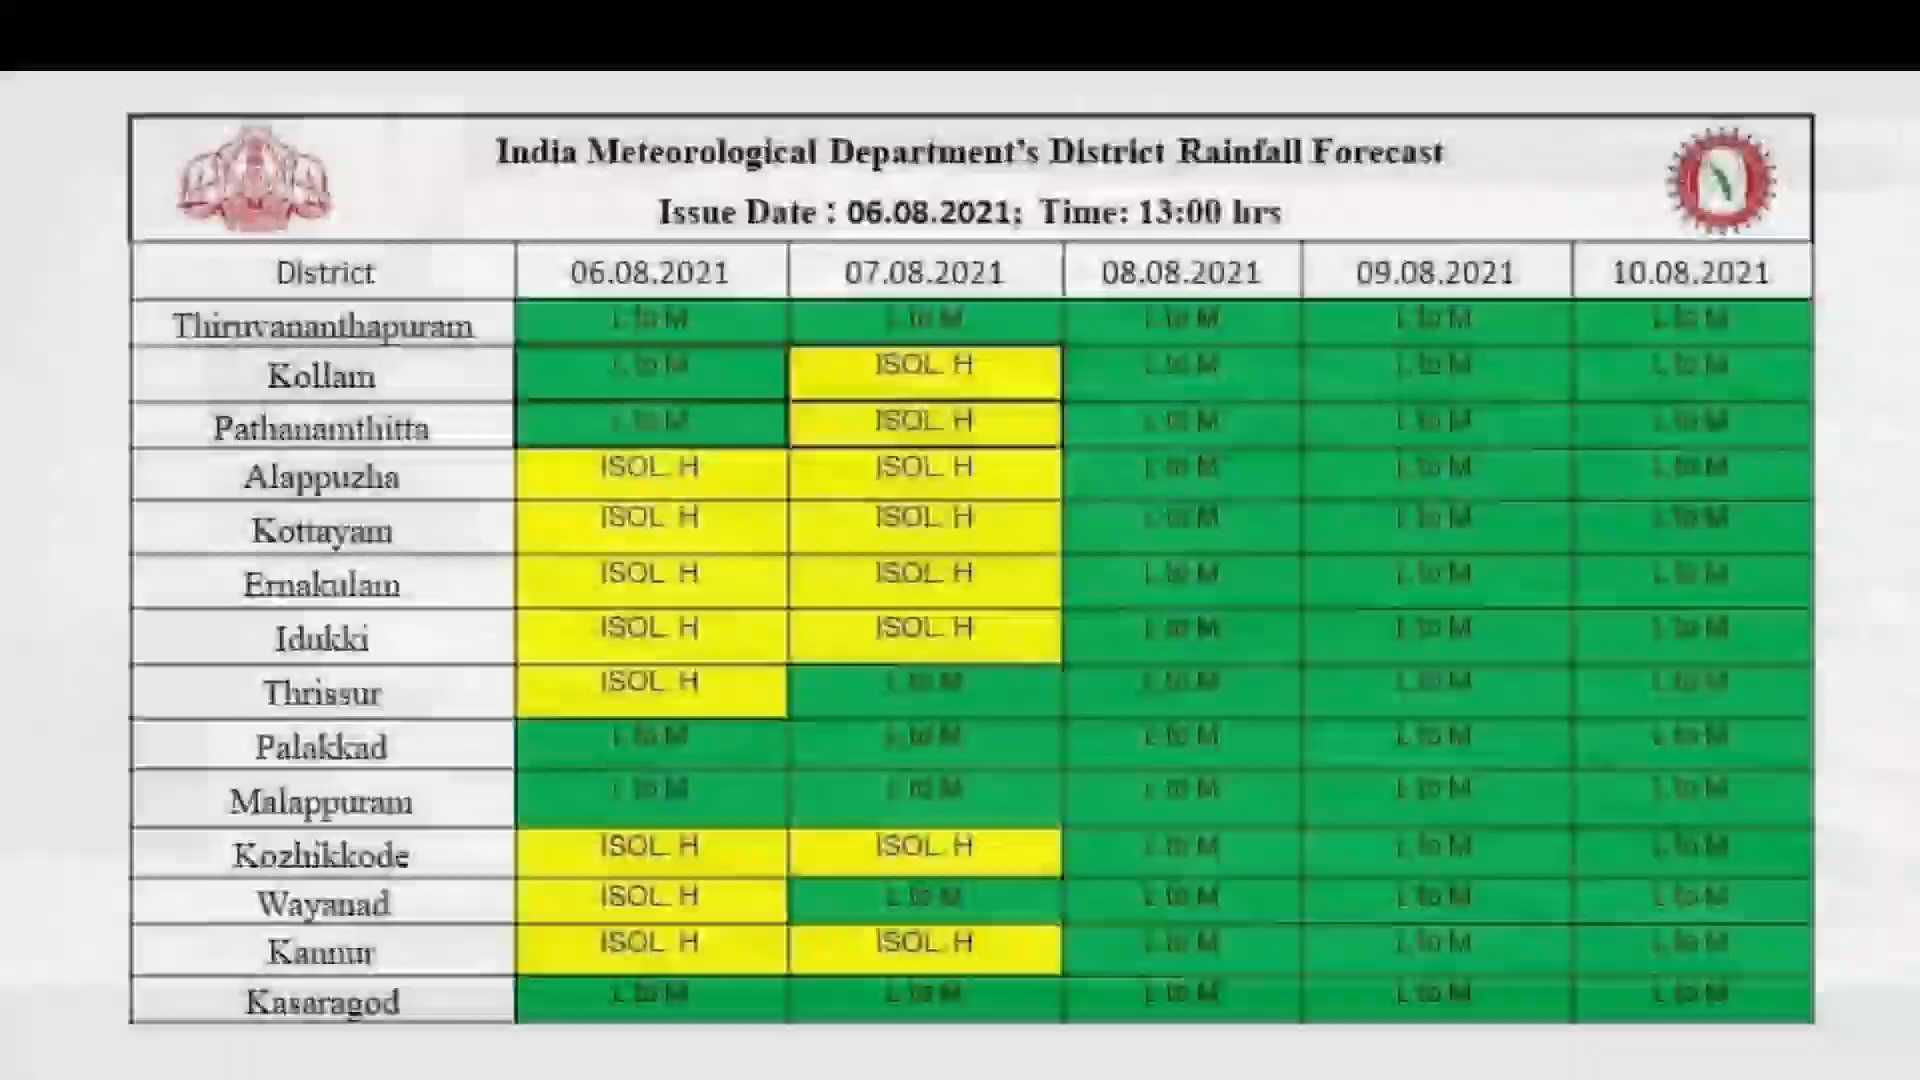 India Meteorological Department's District Rainfall Forecast
Issue Date : 06.08.2021; Time: 13:00 hrs
District 06.08.2021 07.08.2021 08.08.2021 09.08.2021 10.08.2021
Thiruvananthapuram L to M L to M L to M L to M L to M
Kollam L to M ISOL H L to M L to M L to M
Pathanamthitta L to M ISOL H L to M L to M L to M
Alappuzha ISOL H ISOL H L to M L to M L to M
Kottayam ISOL H ISOL H L to M L to M L to M
Ernakulam ISOL H ISOL H L to M L to M L to M
Idukki ISOL H ISOL H L to M L to M L to M
Thrissur ISOL H L to M L to M L to M L to M
Palakkad L to M L to M L to M L to M L to M
Malappuram L to M L to M L to M L to M L to M
Kozhikkode ISOL H ISOL H L to M L to M L to M
Wayanad ISOL H L to M L to M L to M L to M
Kannur ISOL H ISOL H L to M L to M L to M
Kasaragod L to M L to M L to M L to M L to M